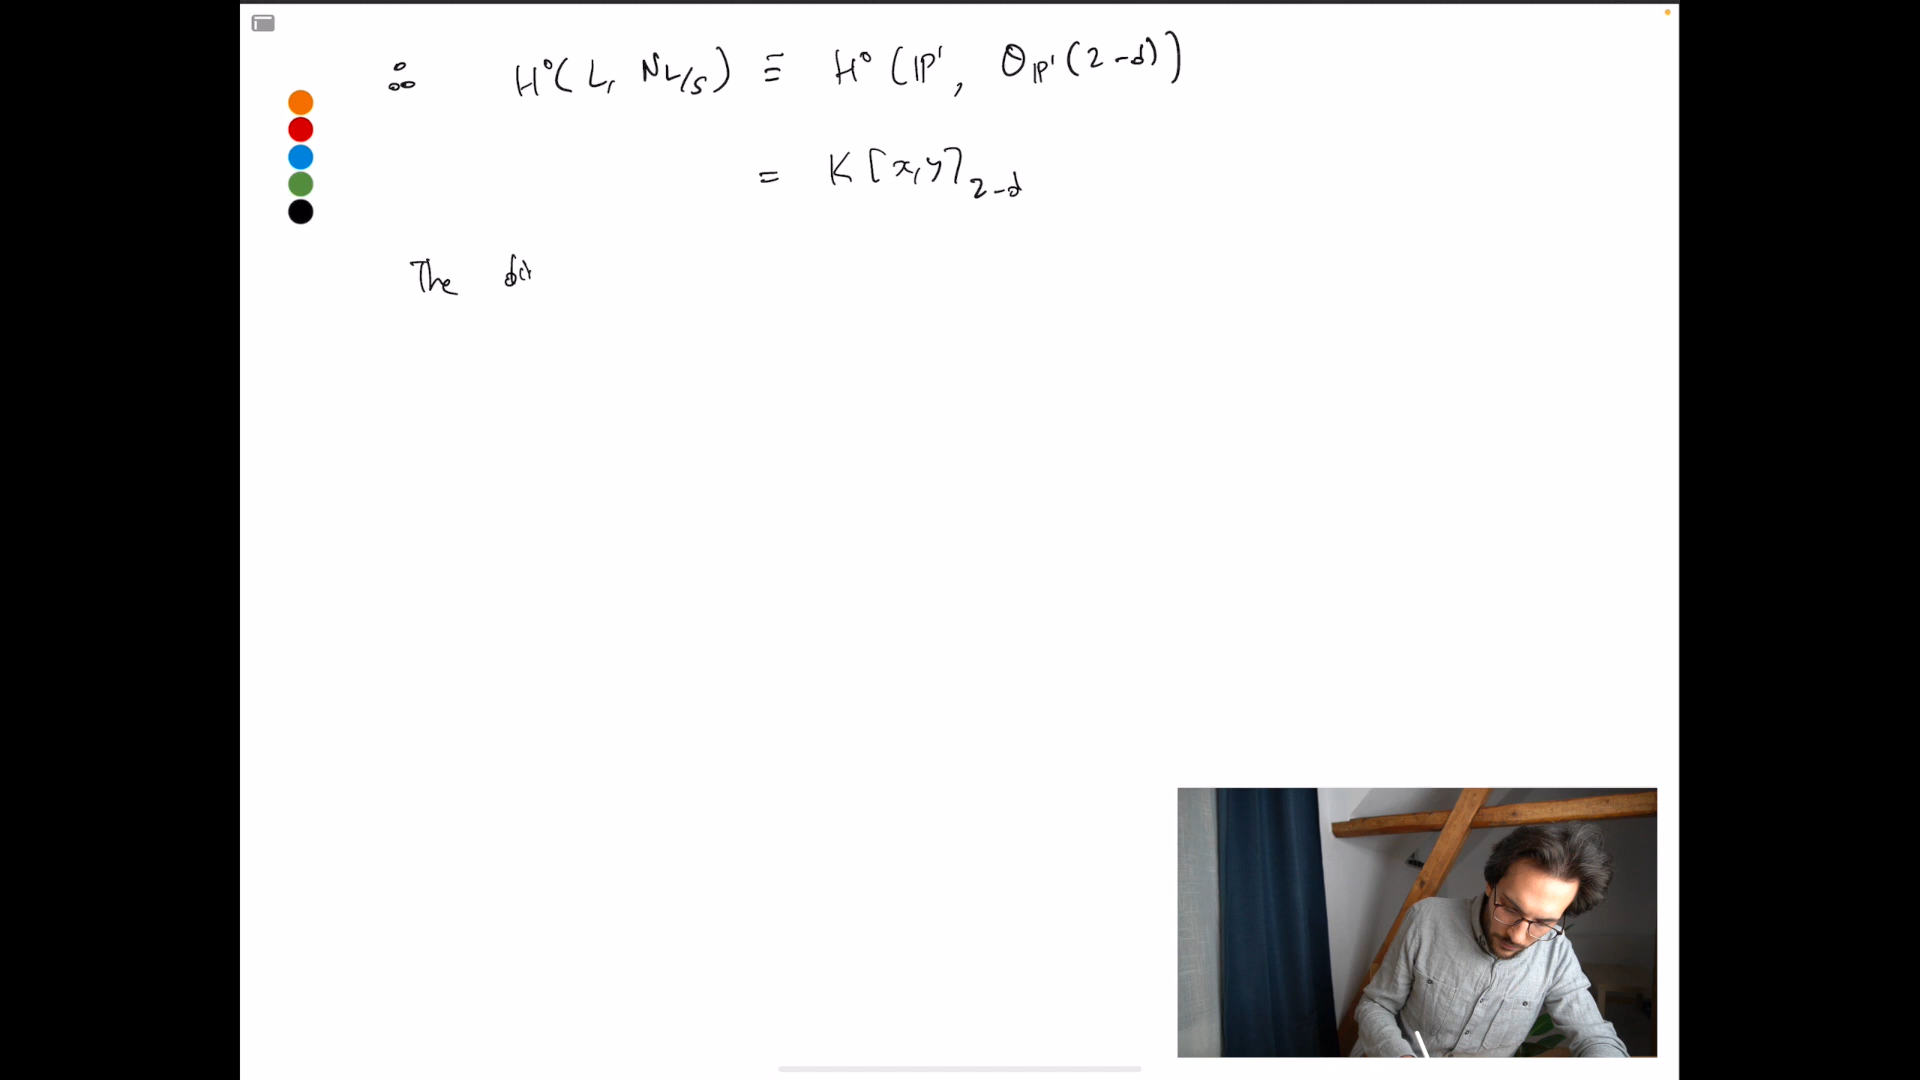 ∴ H⁰(L, N_{L/S}) ≡ H⁰(ℙ¹, O_{ℙ¹}(2-d))
= K[x,y]_{2-d}
The